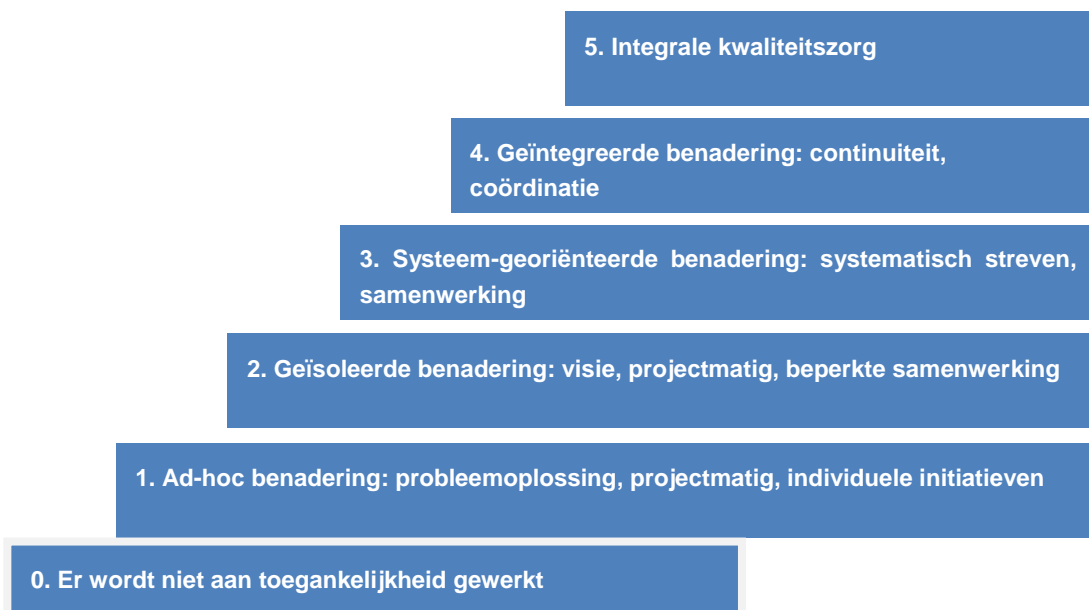 5. Integrale kwaliteitszorg
4. Geïntegreerde benadering: continuiteit,
coördinatie
3. Systeem-georiënteerde benadering: systematisch streven,
samenwerking
2. Geïsoleerde benadering: visie, projectmatig, beperkte samenwerking
1. Ad-hoc benadering: probleemoplossing, projectmatig, individuele initiatieven
0. Er wordt niet aan toegankelijkheid gewerkt